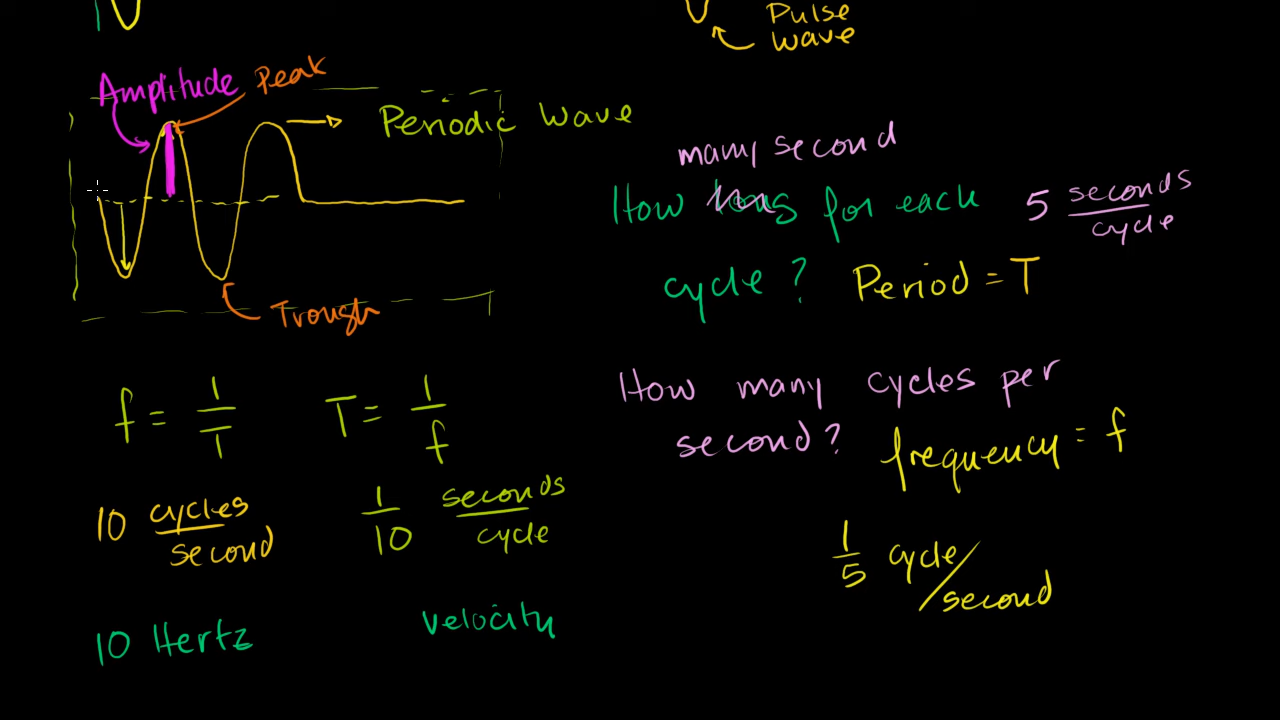 Pulse
wave
Amplitude
Peak
Periodic wave
Trough
many second
How for each
5 seconds/cycle
cycle? Period = T
How many cycles per
second? frequency = f
1/5 cycle/second
f = 1/T T = 1/f
10 cycles/second 1/10 seconds/cycle
10 Hertz velocity